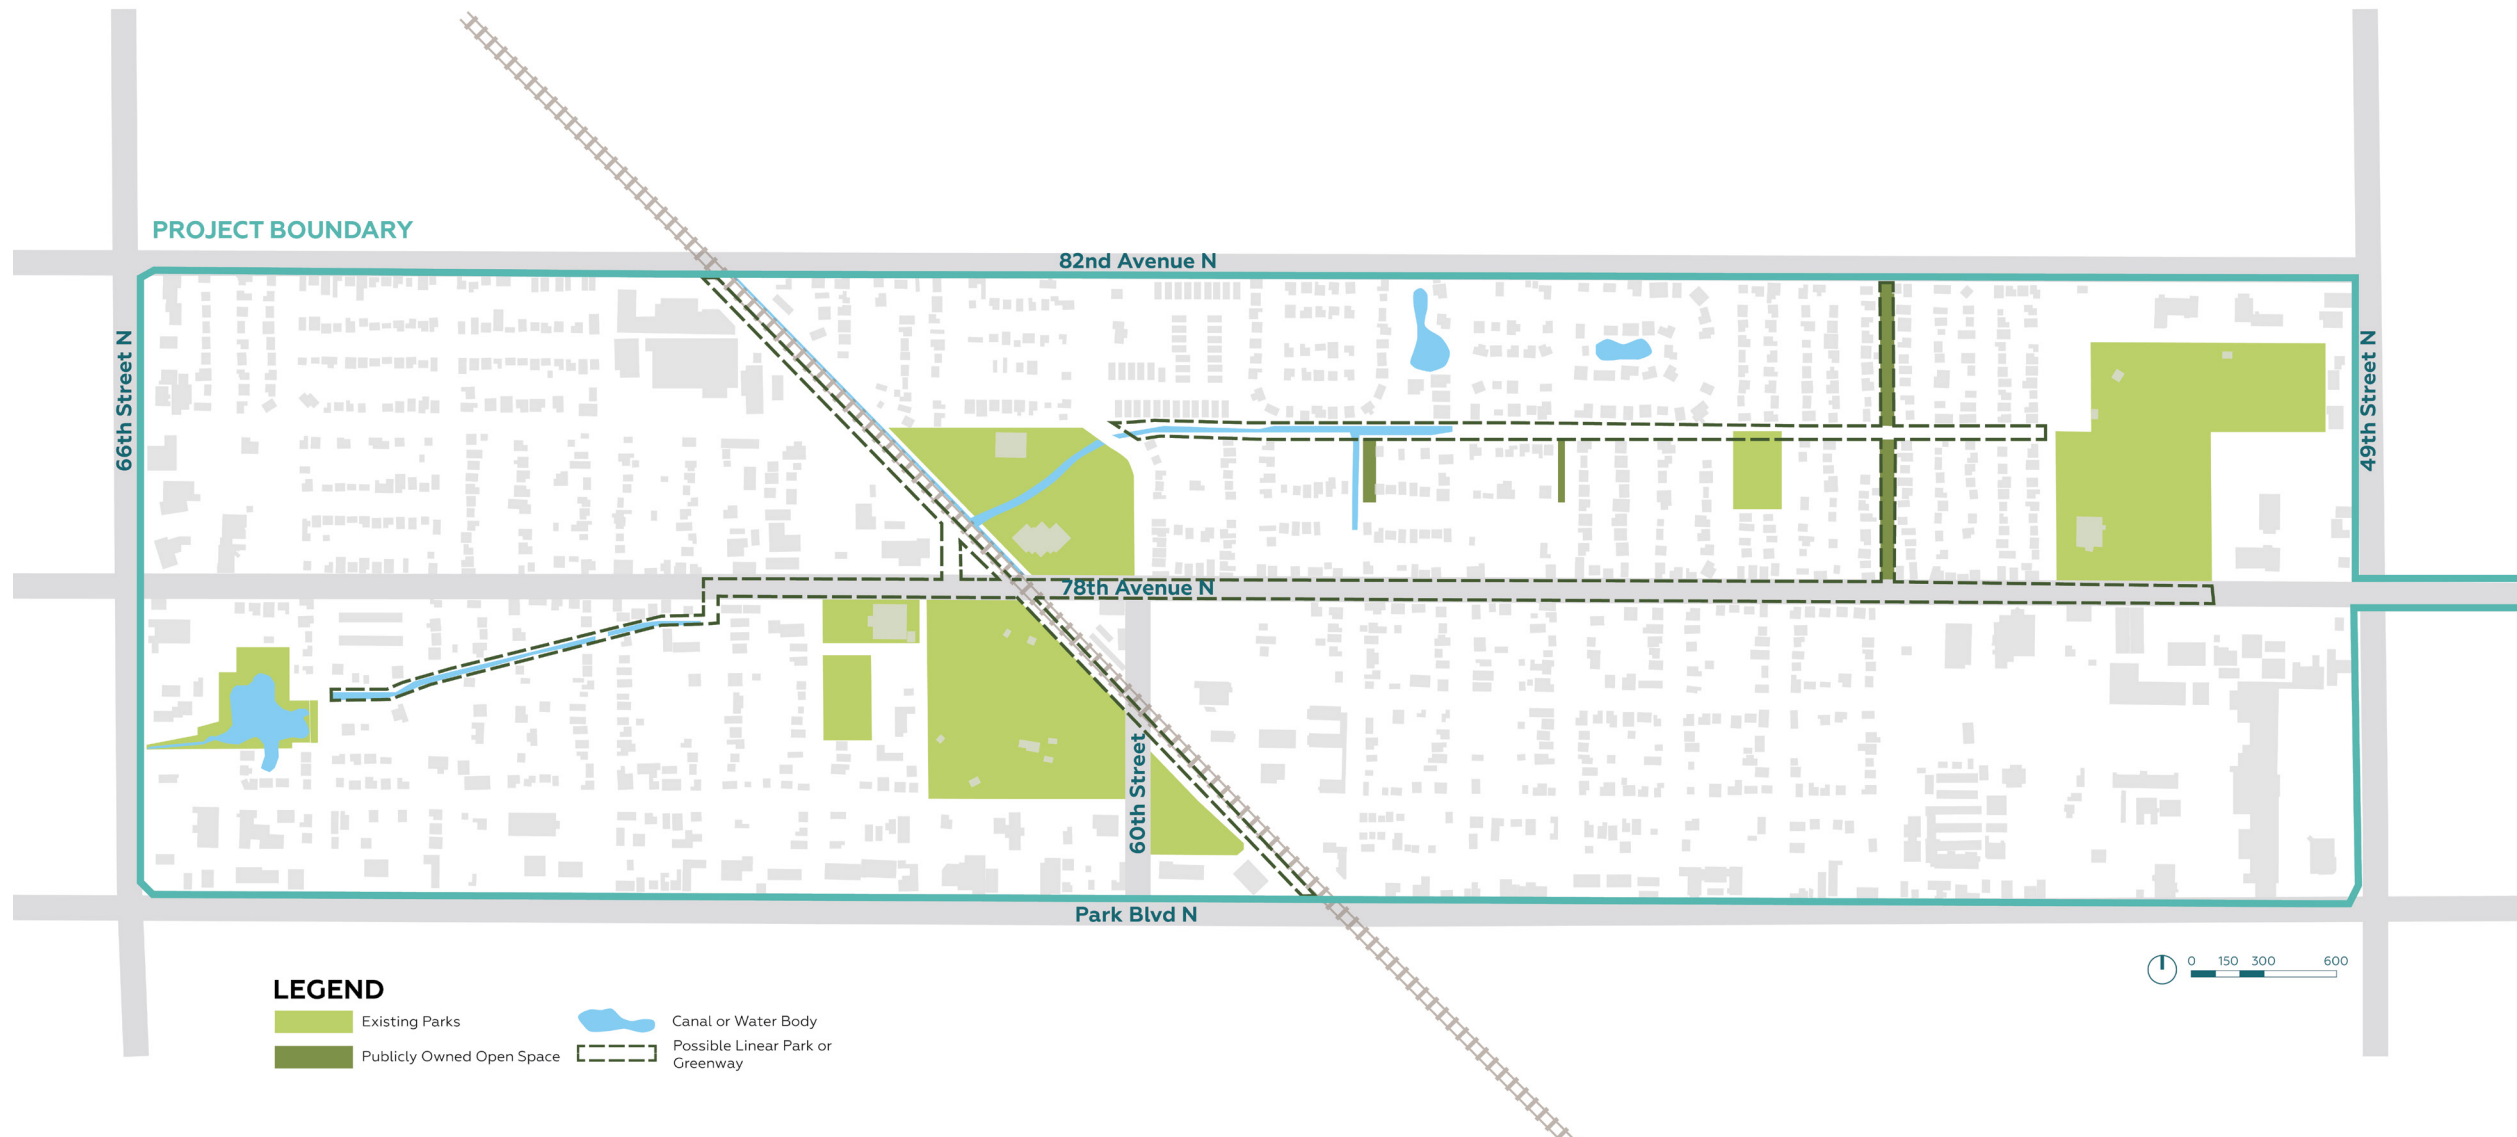 PROJECT BOUNDARY
82nd Avenue N
66th Street N
49th Street N
78th Avenue N
60th Street
Park Blvd N
0 150 300 600
LEGEND
Existing Parks
Canal or Water Body
Publicly Owned Open Space
Possible Linear Park or
Greenway